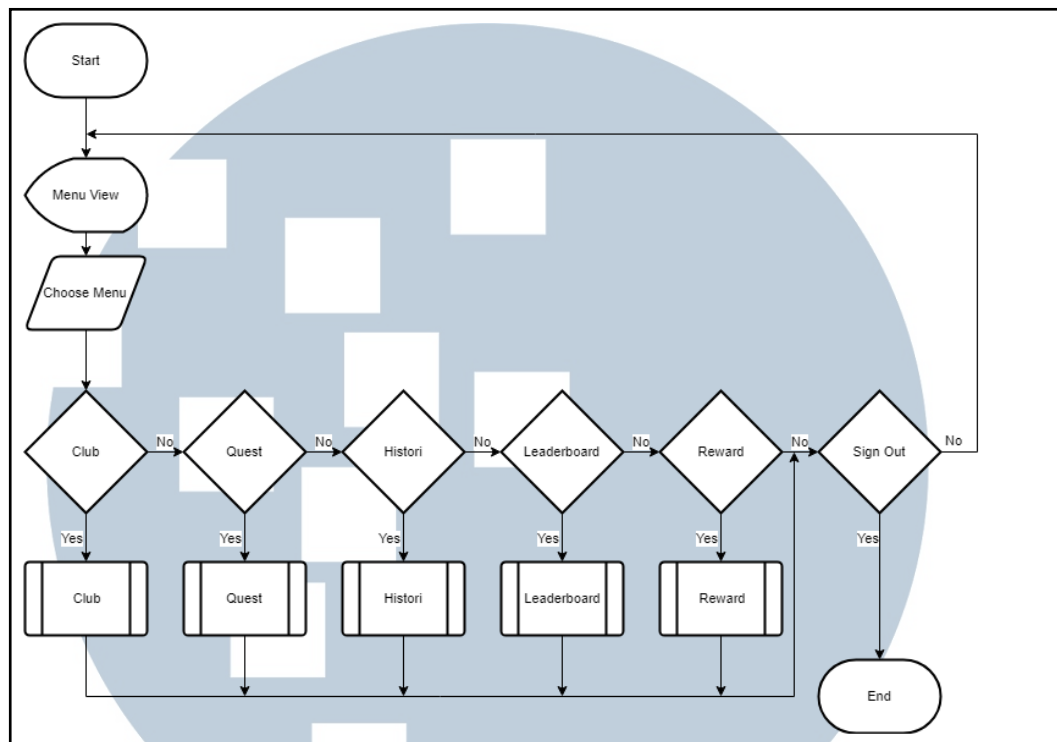 Start
Menu View
Choose Menu
Club
No
Quest
No
Histori
No
Leaderboard
No
Reward
No
Sign Out
No
Yes
Yes
Yes
Yes
Yes
Yes
Club
Quest
Histori
Leaderboard
Reward
End